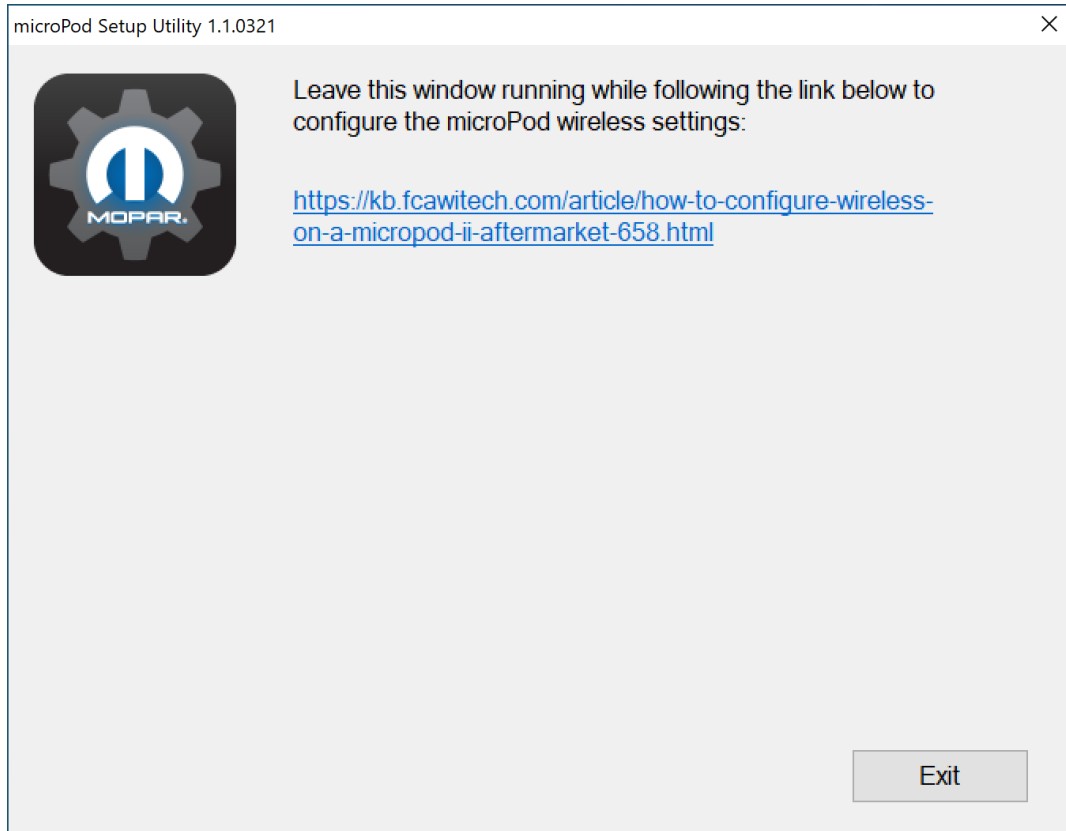 microPod Setup Utility 1.1.0321
MOPAR.
Leave this window running while following the link below to
configure the microPod wireless settings:
https://kb.fcawitech.com/article/how-to-configure-wireless-
on-a-micropod-ii-aftermarket-658.html
Exit